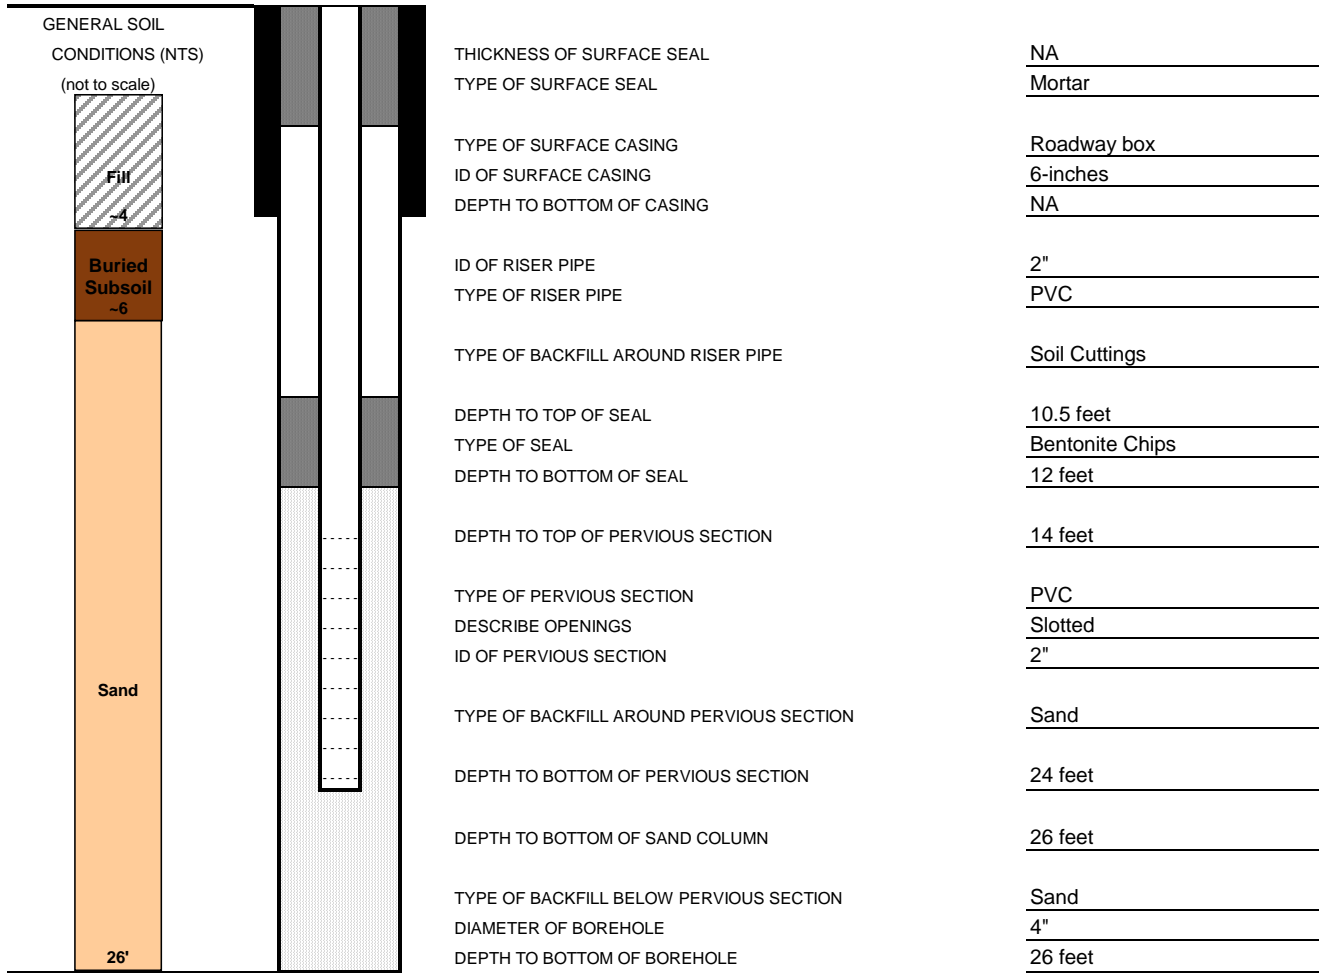 GENERAL SOIL
CONDITIONS (NTS)
(not to scale)
Fill
~4
Buried
Subsoil
~6
Sand
26'
THICKNESS OF SURFACE SEAL NA
TYPE OF SURFACE SEAL Mortar
TYPE OF SURFACE CASING Roadway box
ID OF SURFACE CASING 6-inches
DEPTH TO BOTTOM OF CASING NA
ID OF RISER PIPE 2"
TYPE OF RISER PIPE PVC
TYPE OF BACKFILL AROUND RISER PIPE Soil Cuttings
DEPTH TO TOP OF SEAL 10.5 feet
TYPE OF SEAL Bentonite Chips
DEPTH TO BOTTOM OF SEAL 12 feet
DEPTH TO TOP OF PERVIOUS SECTION 14 feet
TYPE OF PERVIOUS SECTION PVC
DESCRIBE OPENINGS Slotted
ID OF PERVIOUS SECTION 2"
TYPE OF BACKFILL AROUND PERVIOUS SECTION Sand
DEPTH TO BOTTOM OF PERVIOUS SECTION 24 feet
DEPTH TO BOTTOM OF SAND COLUMN 26 feet
TYPE OF BACKFILL BELOW PERVIOUS SECTION Sand
DIAMETER OF BOREHOLE 4"
DEPTH TO BOTTOM OF BOREHOLE 26 feet